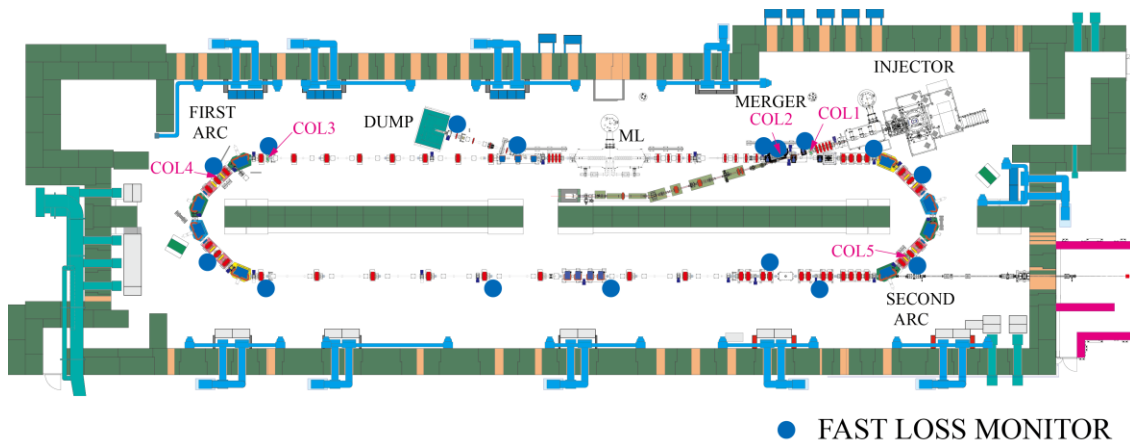 INJECTOR
FIRST
ARC
DUMP
ML
MERGER
COL2
COL1
COL3
COL4
COL5
SECOND
ARC
FAST LOSS MONITOR